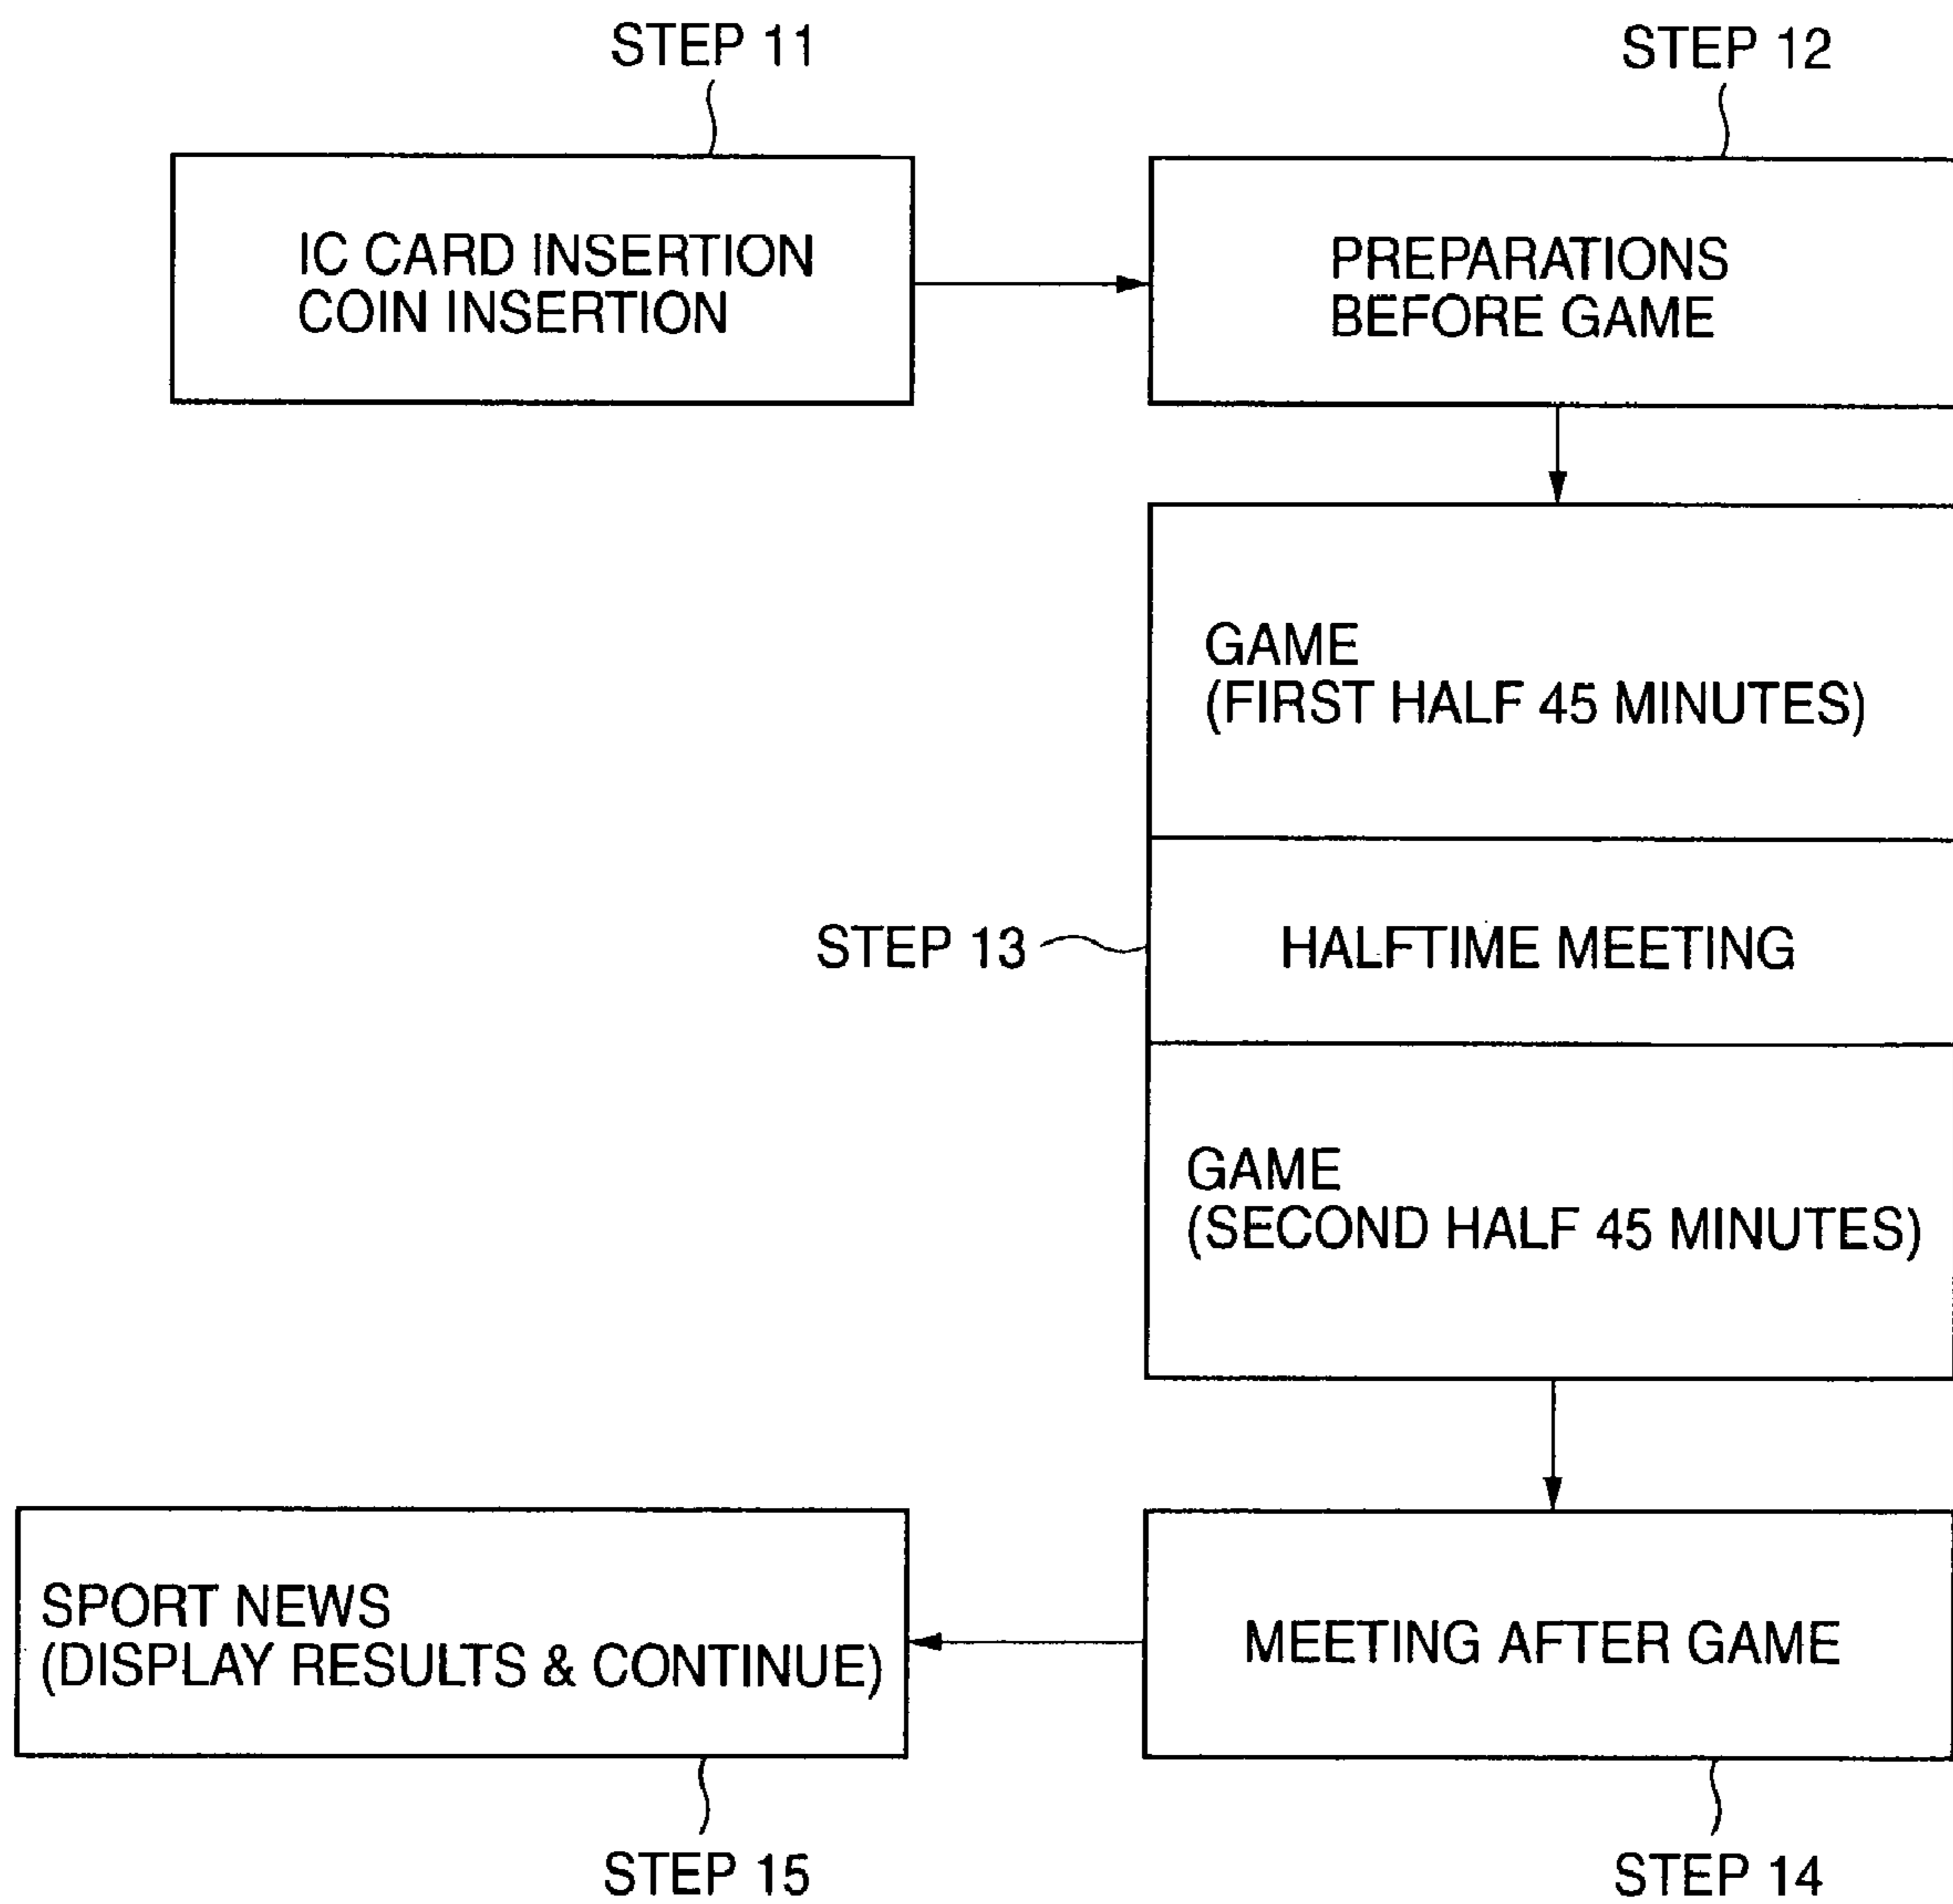 STEP 11
STEP 12
IC CARD INSERTION
COIN INSERTION
PREPARATIONS
BEFORE GAME
GAME
(FIRST HALF 45 MINUTES)
STEP 13
HALFTIME MEETING
GAME
(SECOND HALF 45 MINUTES)
SPORT NEWS
(DISPLAY RESULTS & CONTINUE)
MEETING AFTER GAME
STEP 15
STEP 14